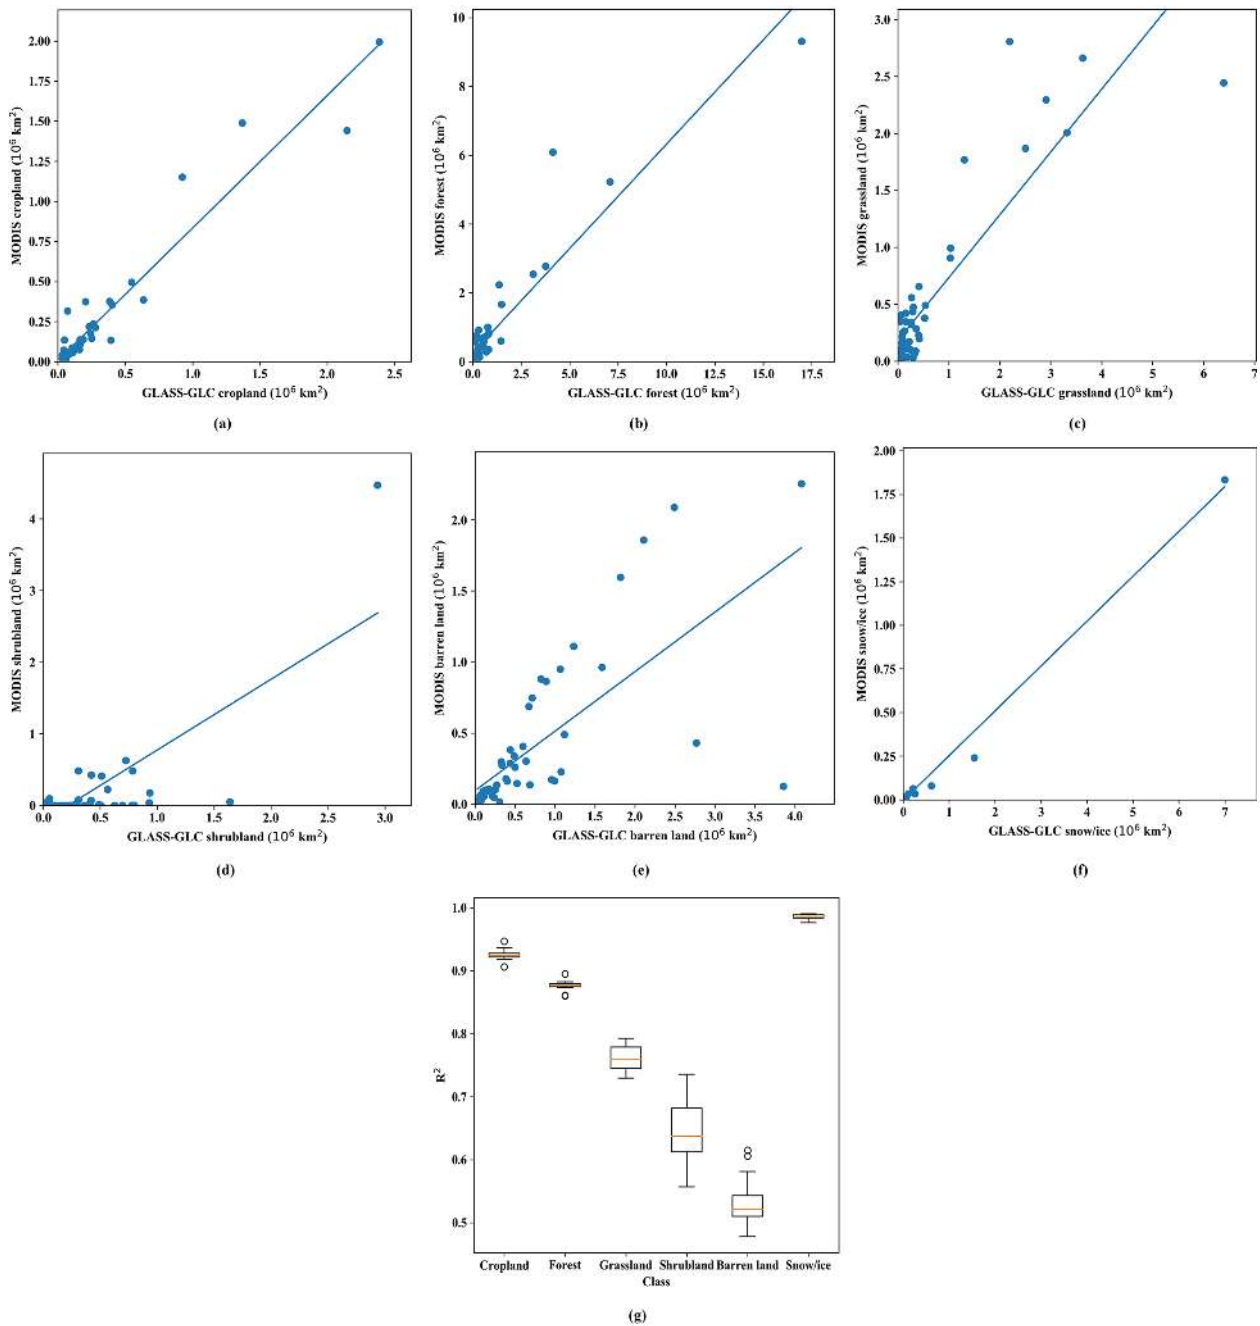 2.00
1.75
1.50
1.25
1.00
0.75
0.50
0.25
0.00
MODIS cropland (10⁶ km²)
0.0 0.5 1.0 1.5 2.0 2.5
GLASS-GLC cropland (10⁶ km²)
(a)
10
8
6
4
2
0
MODIS forest (10⁶ km²)
2.5 5.0 7.5 10.0 12.5 15.0 17.5
GLASS-GLC forest (10⁶ km²)
(b)
3.0
2.5
2.0
1.5
1.0
0.5
0.0
MODIS grassland (10⁶ km²)
0 1 2 3 4 5 6 7
GLASS-GLC grassland (10⁶ km²)
(c)
4
3
2
1
0
MODIS shrubland (10⁶ km²)
0.0 0.5 1.0 1.5 2.0 2.5 3.0
GLASS-GLC shrubland (10⁶ km²)
(d)
2.0
1.5
1.0
0.5
0.0
MODIS barren land (10⁶ km²)
0.0 0.5 1.0 1.5 2.0 2.5 3.0 3.5 4.0
GLASS-GLC barren land (10⁶ km²)
(e)
2.00
1.75
1.50
1.25
1.00
0.75
0.50
0.25
0.00
MODIS snow/ice (10⁶ km²)
0 1 2 3 4 5 6 7
GLASS-GLC snow/ice (10⁶ km²)
(f)
1.0
0.9
0.8
0.7
0.6
0.5
R²
Cropland Forest Grassland Shrubland Barren land Snow/ice
Class
(g)